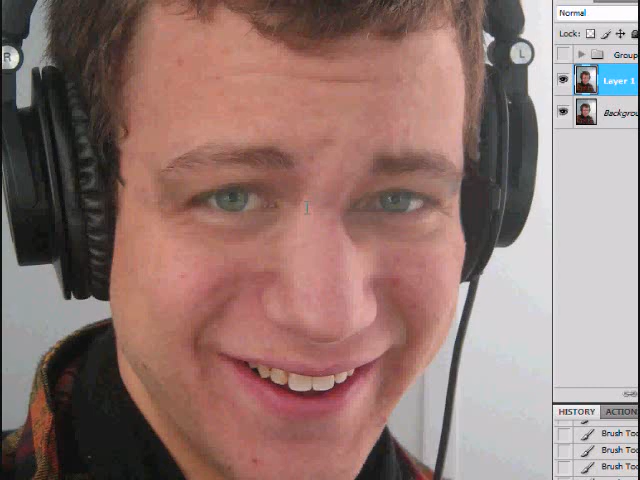 Normal
Lock:
R
L
Group
Layer 1
Backgrou
HISTORY
ACTION
Brush Too
Brush Too
Brush Too